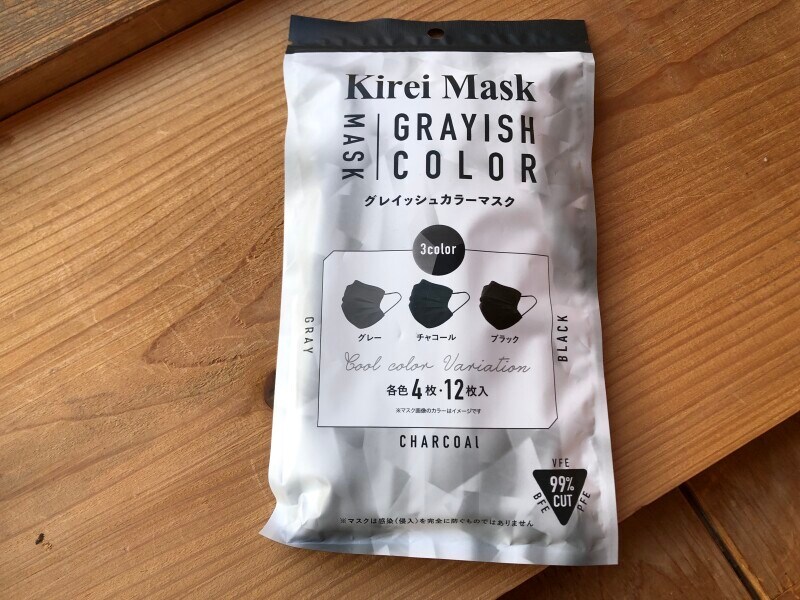 Kirei Mask
MASK
GRAYISH
COLOR
グレイッシュカラーマスク
3color
グレー
チャコール
ブラック
GRAY
BLACK
Cool color Variation
各色4枚・12枚入
※マスク画像のカラーはイメージです
CHARCOAl
VFE
BFE
PFE
99%
CUT
※マスクは感染(侵入)を完全に防ぐものではありません